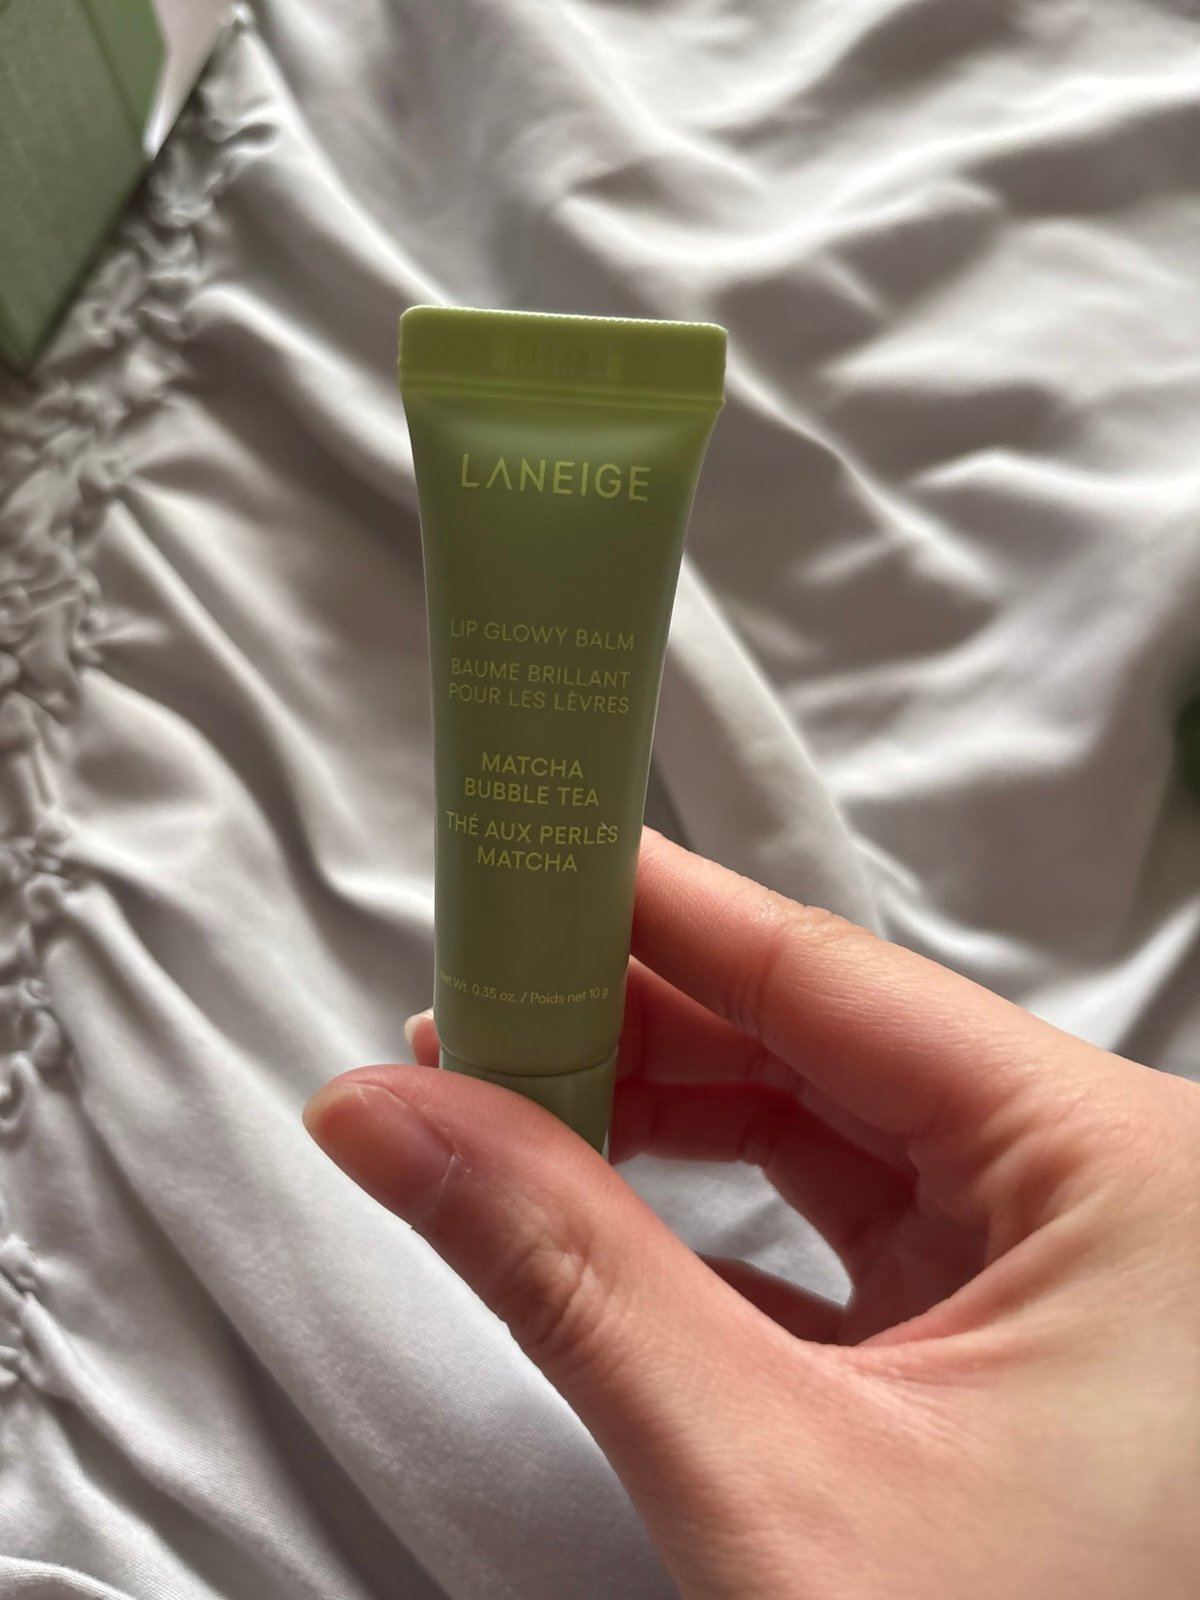 LANEIGE
LIP GLOWY BALM
BAUME BRILLANT
POUR LES LÈVRES
MATCHA
BUBBLE TEA
THÉ AUX PERLÈS
MATCHA
Net Wt. 0.35 oz. / Poids net 10 g